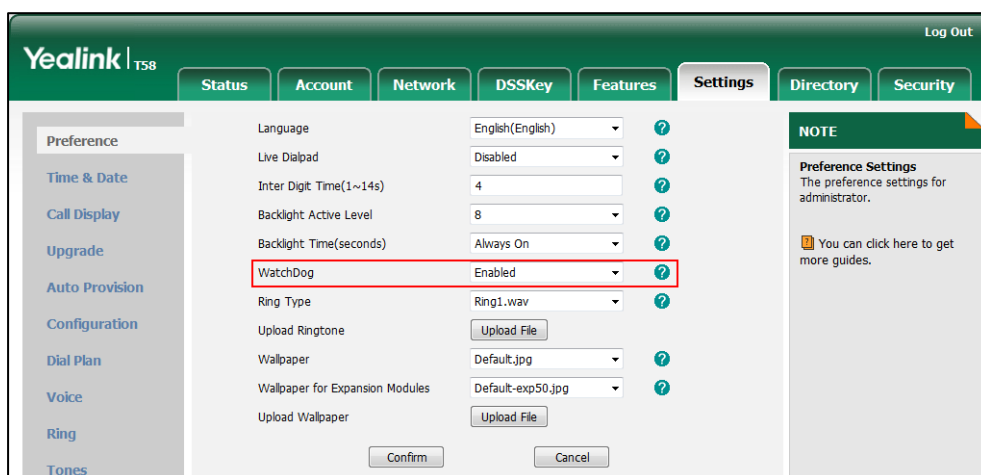 Log Out
Yealink T58
Status Account Network DSSKey Features Settings Directory Security
Preference
Time & Date
Call Display
Upgrade
Auto Provision
Configuration
Dial Plan
Voice
Ring
Tones
Language English(English) ?
Live Dialpad Disabled ?
Inter Digit Time(1~14s) 4 ?
Backlight Active Level 8 ?
Backlight Time(seconds) Always On ?
WatchDog Enabled ?
Ring Type Ring1.wav ?
Upload Ringtone Upload File
Wallpaper Default.jpg ?
Wallpaper for Expansion Modules Default-exp50.jpg ?
Upload Wallpaper Upload File
Confirm Cancel
NOTE
Preference Settings
The preference settings for
administrator.
? You can click here to get
more guides.